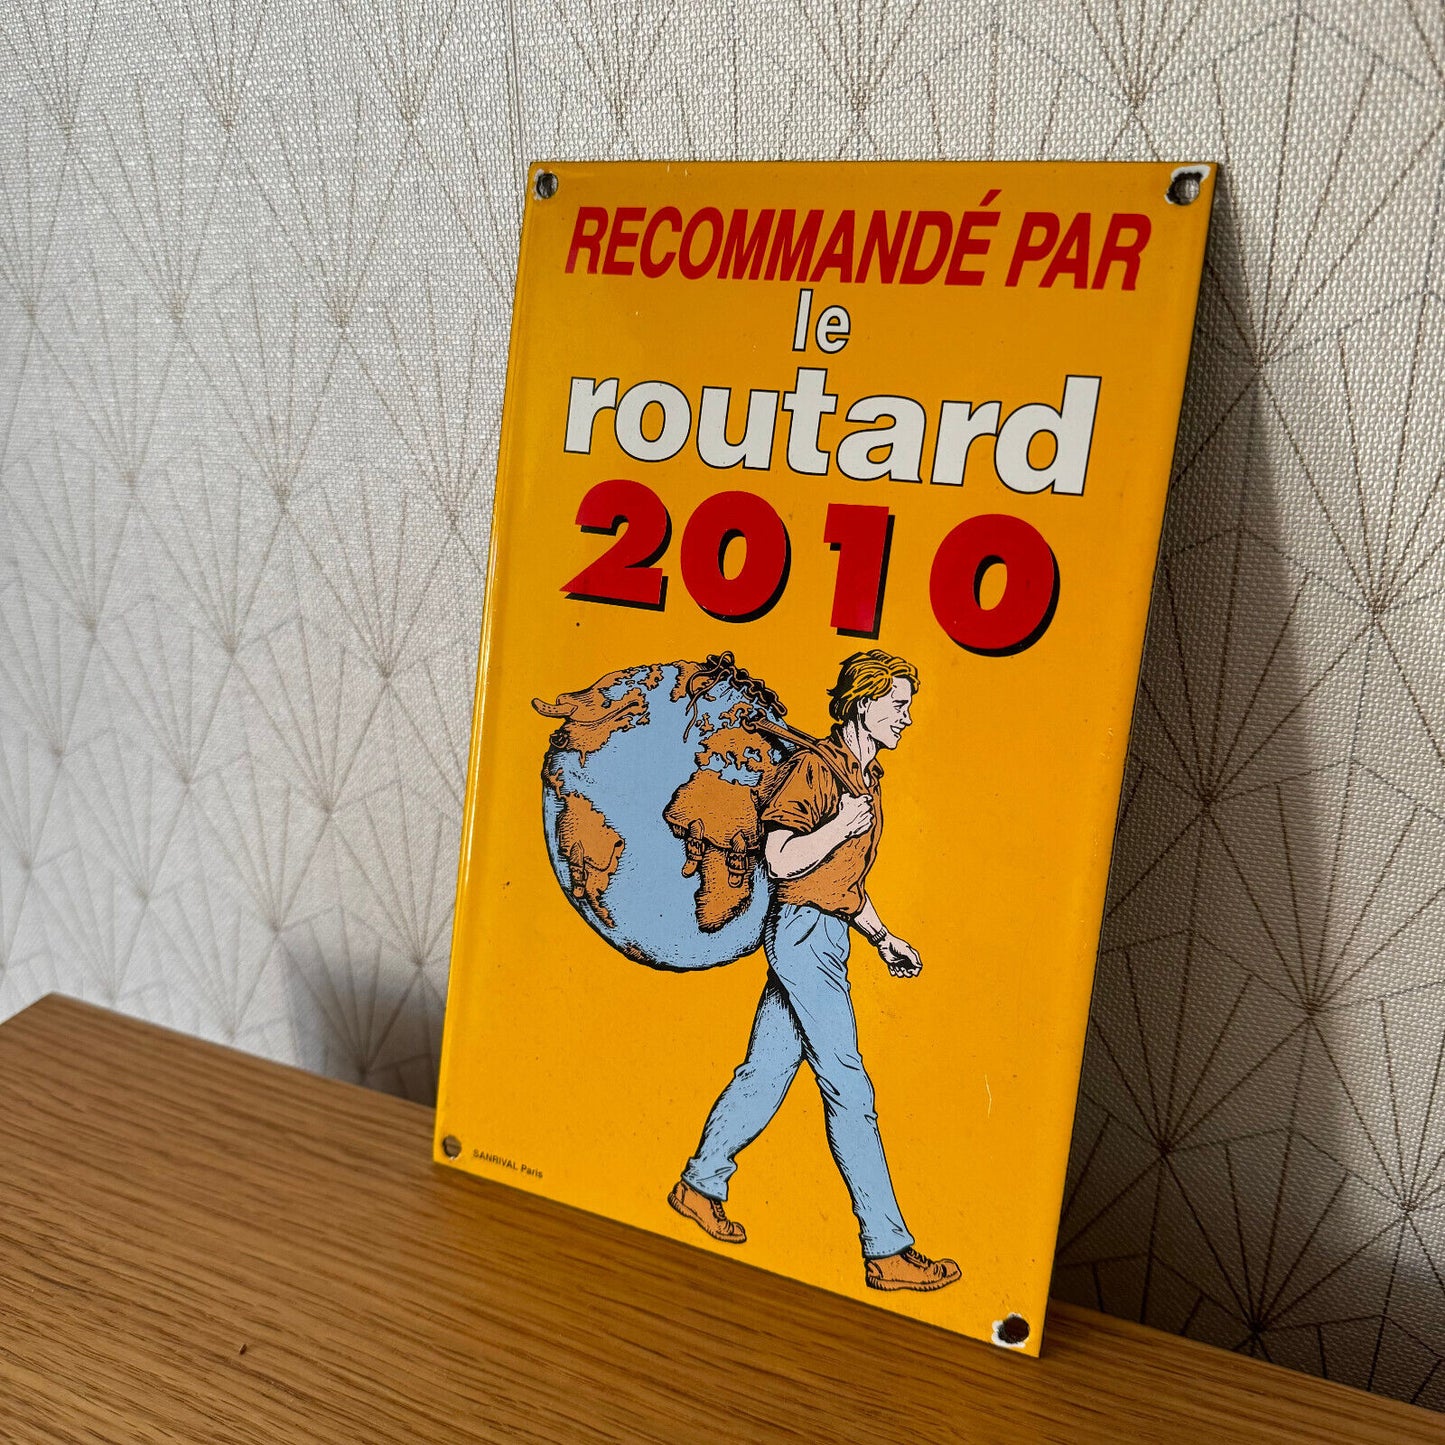 RECOMMANDÉ PAR
le
routard
2010
SANRIVAL Paris